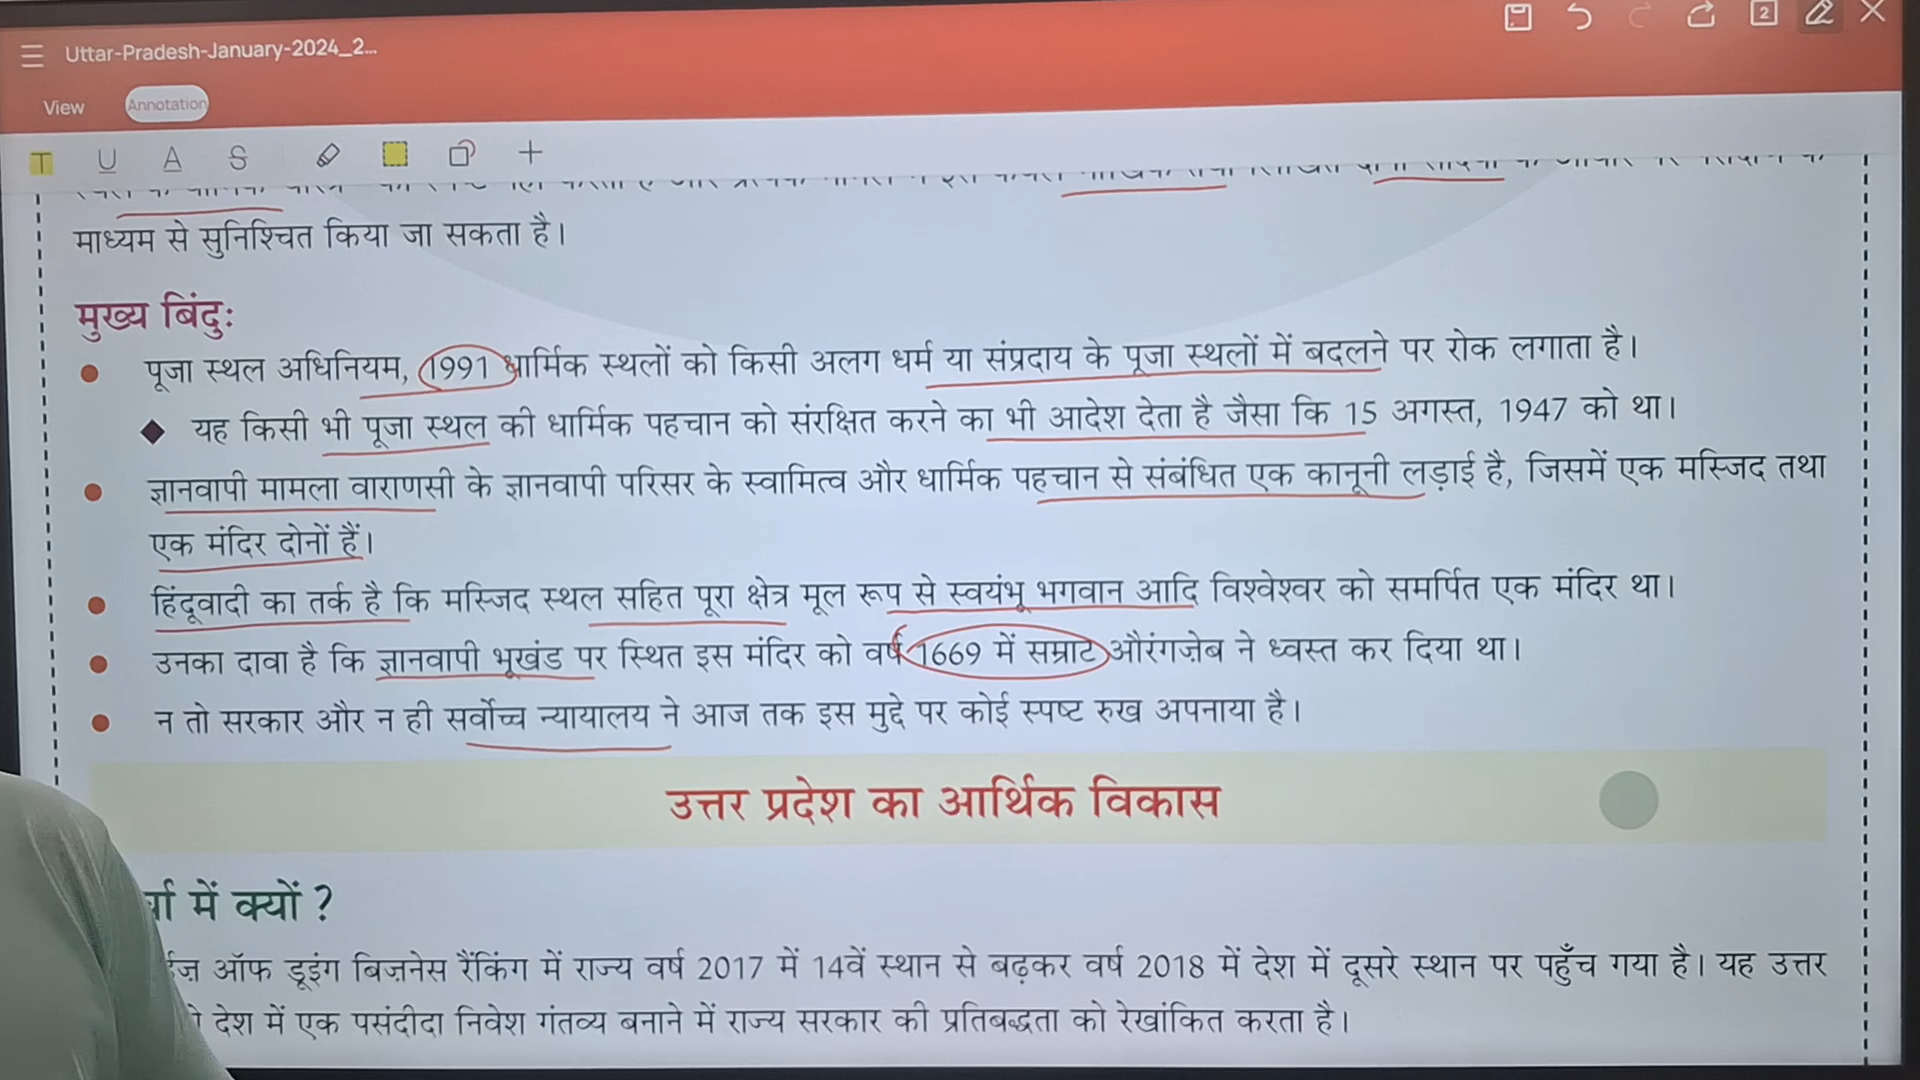 Uttar-Pradesh-January-2024_2...
2
View
Annotation
T U A S
माध्यम से सुनिश्चित किया जा सकता है।
मुख्य बिंदुः
पूजा स्थल अधिनियम, 1991 धार्मिक स्थलों को किसी अलग धर्म या संप्रदाय के पूजा स्थलों में बदलने पर रोक लगाता है।
यह किसी भी पूजा स्थल की धार्मिक पहचान को संरक्षित करने का भी आदेश देता है जैसा कि 15 अगस्त, 1947 को था।
ज्ञानवापी मामला वाराणसी के ज्ञानवापी परिसर के स्वामित्व और धार्मिक पहचान से संबंधित एक कानूनी लड़ाई है, जिसमें एक मस्जिद तथा
एक मंदिर दोनों हैं।
हिंदूवादी का तर्क है कि मस्जिद स्थल सहित पूरा क्षेत्र मूल रूप से स्वयंभू भगवान आदि विश्वेश्वर को समर्पित एक मंदिर था।
उनका दावा है कि ज्ञानवापी भूखंड पर स्थित इस मंदिर को वर्ष 1669 में सम्राट औरंगज़ेब ने ध्वस्त कर दिया था।
न तो सरकार और न ही सर्वोच्च न्यायालय ने आज तक इस मुद्दे पर कोई स्पष्ट रुख अपनाया है।
उत्तर प्रदेश का आर्थिक विकास
में क्यों ?
ऑफ डूइंग बिज़नेस रैंकिंग में राज्य वर्ष 2017 में 14वें स्थान से बढ़कर वर्ष 2018 में देश में दूसरे स्थान पर पहुँच गया है। यह उत्तर
देश में एक पसंदीदा निवेश गंतव्य बनाने में राज्य सरकार की प्रतिबद्धता को रेखांकित करता है।